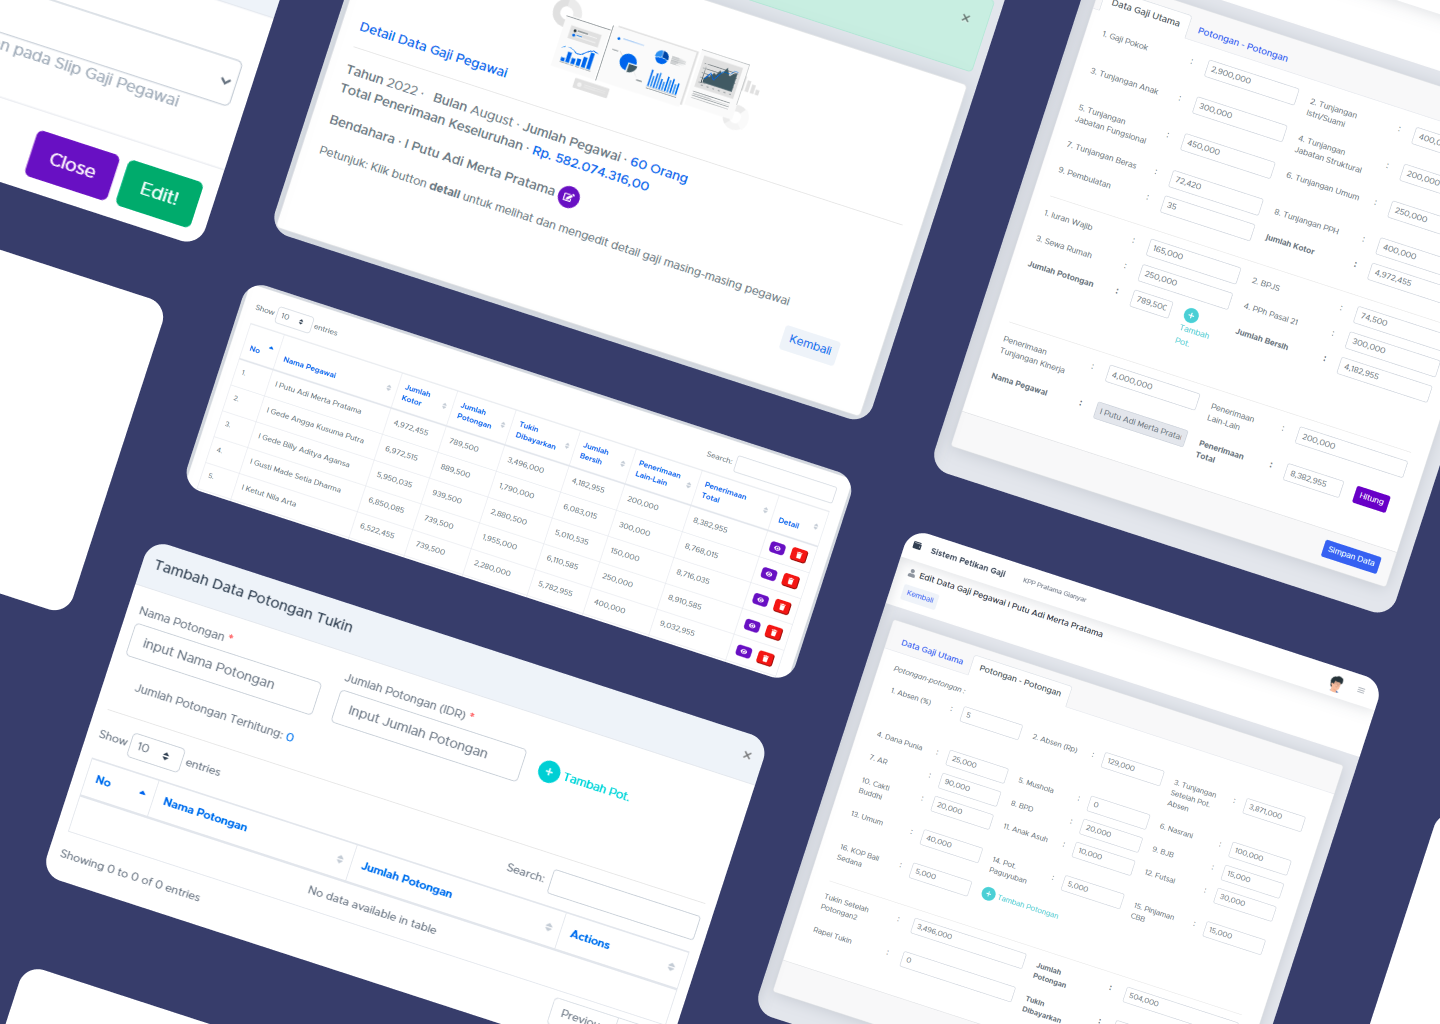 n pada Slip Gaji Pegawai
Close
Edit!
×
Detail Data Gaji Pegawai
Tahun 2022 · Bulan August · Jumlah Pegawai · 60 Orang
Total Penerimaan Keseluruhan · Rp. 582.074.316,00
Bendahara · I Putu Adi Merta Pratama
Petunjuk: Klik button detail untuk melihat dan mengedit detail gaji masing-masing pegawai
Kembali
Show 10 entries
Search:
No Nama Pegawai Jumlah Kotor Jumlah Potongan Tukin Dibayarkan Jumlah Bersih Penerimaan Lain-Lain Penerimaan Total Detail
1. I Putu Adi Merta Pratama 4,972,455 789,500 3,496,000 4,182,955 200,000 8,382,955
2. I Gede Angga Kusuma Putra 6,972,515 889,500 1,790,000 6,083,015 300,000 8,768,015
3. I Gede Billy Aditya Agansa 5,950,035 939,500 2,880,500 5,010,535 150,000 8,716,035
4. I Gusti Made Setia Dharma 6,850,085 739,500 1,955,000 6,110,585 250,000 8,910,585
5. I Ketut Nila Arta 6,522,455 739,500 2,280,000 5,782,955 400,000 9,032,955
Tambah Data Potongan Tukin
×
Nama Potongan *
Input Nama Potongan
Jumlah Potongan (IDR) *
Input Jumlah Potongan
Tambah Pot.
Jumlah Potongan Terhitung: 0
Show 10 entries
Search:
No Nama Potongan Jumlah Potongan Actions
No data available in table
Showing 0 to 0 of 0 entries
Data Gaji Utama
Potongan - Potongan
1. Gaji Pokok : 2,900,000
2. Tunjangan Istri/Suami : 400,0
3. Tunjangan Anak : 300,000
4. Tunjangan Jabatan Struktural : 200,000
5. Tunjangan Jabatan Fungsional : 450,000
6. Tunjangan Umum : 250,000
7. Tunjangan Beras : 72,420
8. Tunjangan PPH : 400,000
9. Pembulatan : 35
Jumlah Kotor : 4,972,455
1. Iuran Wajib : 165,000
2. BPJS : 74,500
3. Sewa Rumah : 250,000
4. PPh Pasal 21 : 300,000
Jumlah Potongan : 789,500
Tambah Pot.
Jumlah Bersih : 4,182,955
Penerimaan Tunjangan Kinerja : 4,000,000
Penerimaan Lain-Lain : 200,000
Nama Pegawai : I Putu Adi Merta Prata
Penerimaan Total : 8,382,955
Hitung
Simpan Data
Sistem Petikan Gaji
KPP Pratama Gianyar
Edit Data Gaji Pegawai I Putu Adi Merta Pratama
Kembali
Data Gaji Utama
Potongan - Potongan
Potongan-potongan :
1. Absen (%) : 5
2. Absen (Rp) : 129,000
3. Tunjangan Setelah Pot. Absen : 3,871,000
4. Dana Punia : 25,000
5. Mushola : 0
6. Nasrani : 100,000
7. AR : 90,000
8. BPD : 20,000
9. BJB : 15,000
10. Cakti Buddhi : 20,000
11. Anak Asuh : 10,000
12. Futsal : 30,000
13. Umum : 40,000
14. Pot. Paguyuban : 5,000
15. Pinjaman CBB : 15,000
16. KOP Bali Sedana : 5,000
Tambah Potongan
Tukin Setelah Potongan2 : 3,496,000
Jumlah Potongan : 504,000
Rapel Tukin : 0
Tukin Dibayarkan :